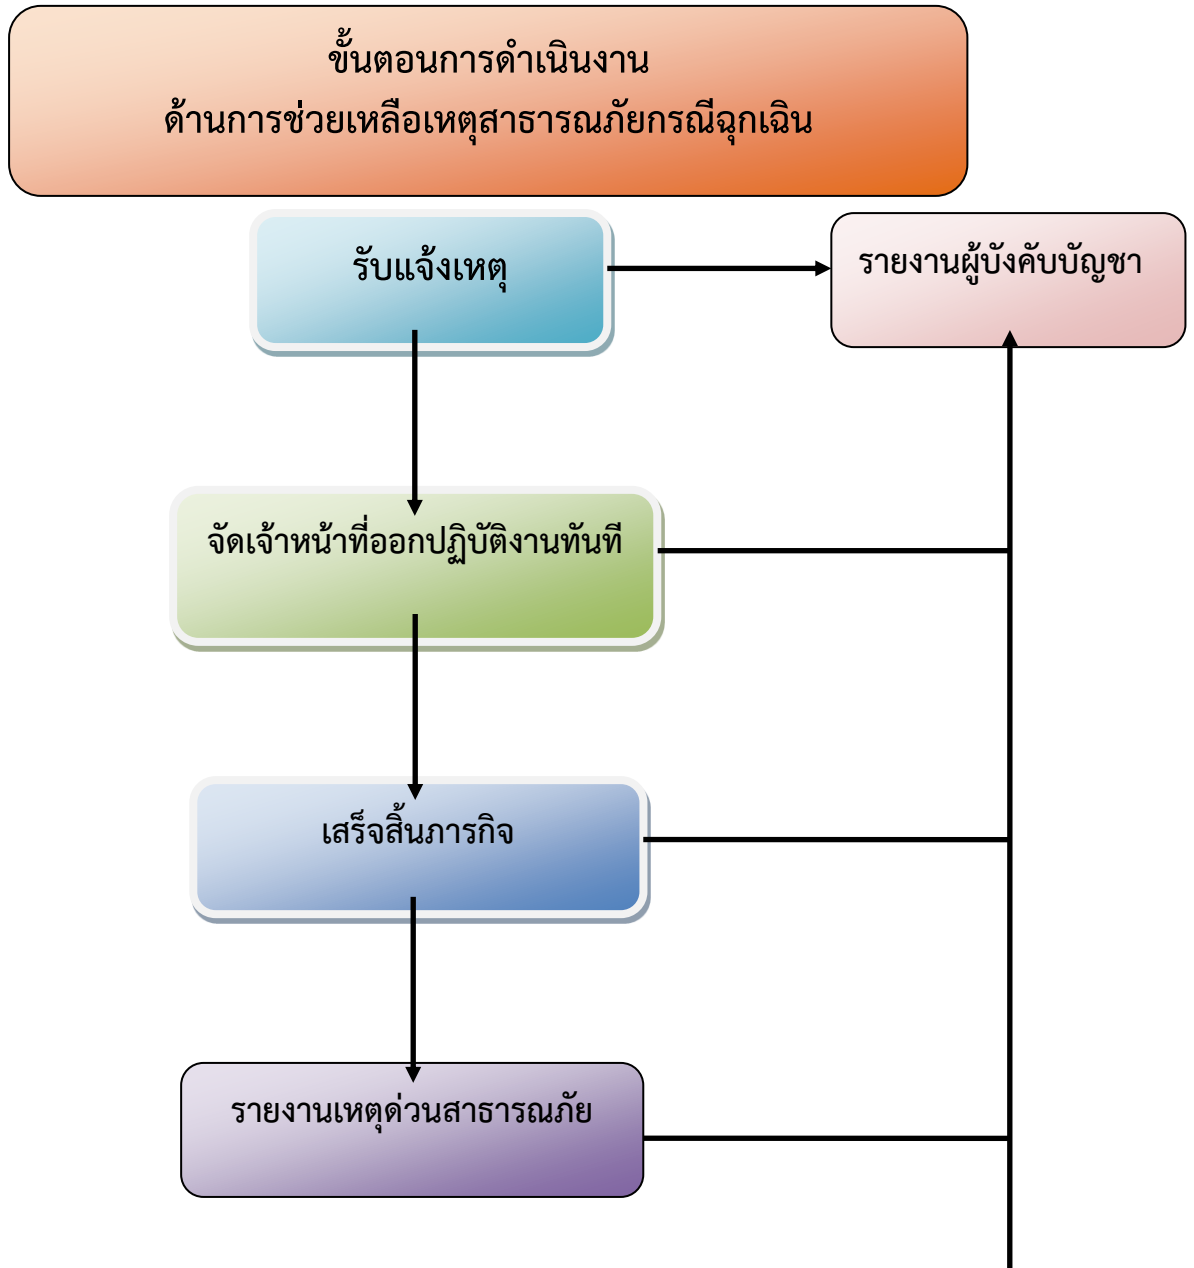 ขั้นตอนการดำเนินงาน
ด้านการช่วยเหลือเหตุสาธารณภัยกรณีฉุกเฉิน
รับแจ้งเหตุ
รายงานผู้บังคับบัญชา
จัดเจ้าหน้าที่ออกปฏิบัติงานทันที
เสร็จสิ้นภารกิจ
รายงานเหตุด่วนสาธารณภัย